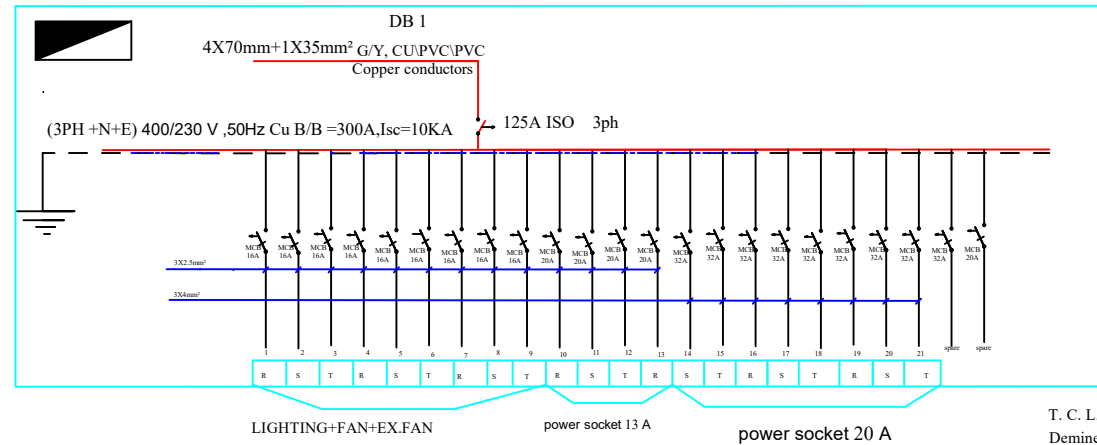 DB 1
4X70mm+1X35mm² G/Y, CU\PVC\PVC
Copper conductors
(3PH +N+E) 400/230 V ,50Hz Cu B/B =300A,Isc=10KA
125A ISO 3ph
MCB 16A
MCB 16A
MCB 16A
MCB 16A
MCB 16A
MCB 16A
MCB 16A
MCB 16A
MCB 16A
MCB 20A
MCB 20A
MCB 20A
MCB 20A
MCB 32A
MCB 32A
MCB 32A
MCB 32A
MCB 32A
MCB 32A
MCB 32A
MCB 32A
MCB 20A
3X2.5mm²
3X4mm²
1 2 3 4 5 6 7 8 9 10 11 12 13 14 15 16 17 18 19 20 21 spare spare
R S T R S T R S T R S T R S T R S T R S T
LIGHTING+FAN+EX.FAN
power socket 13 A
power socket 20 A
T. C. L.
Demine